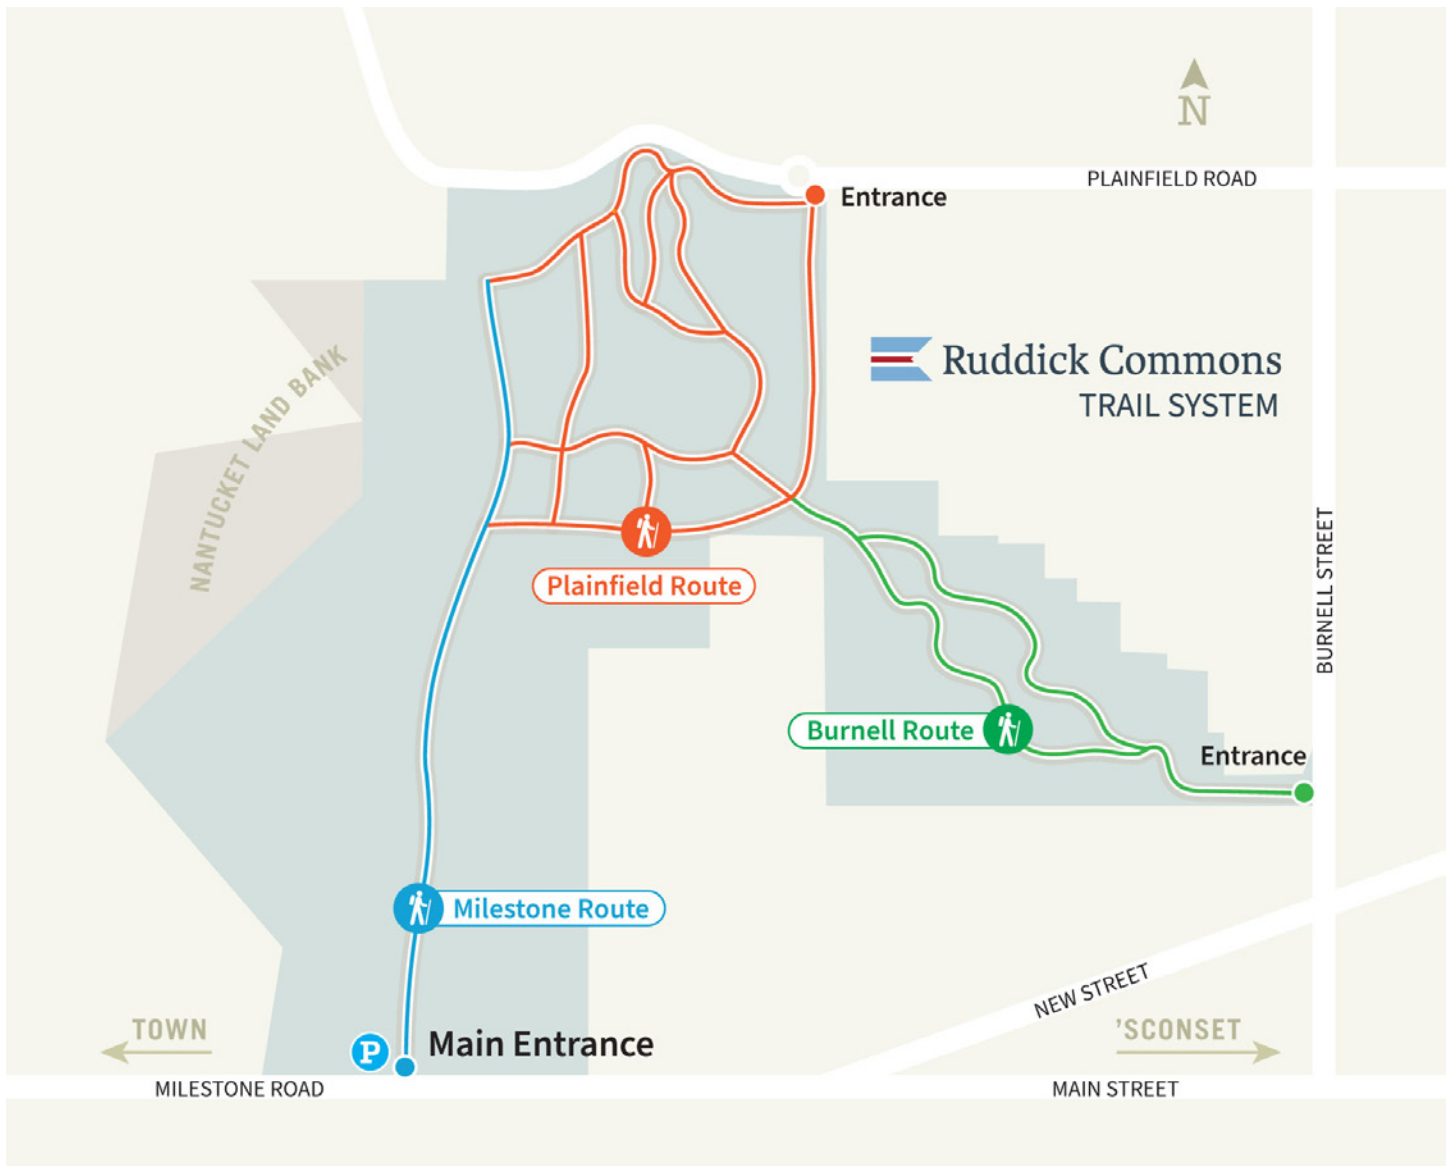 N
PLAINFIELD ROAD
Entrance
Ruddick Commons
TRAIL SYSTEM
NANTUCKET LAND BANK
BURNELL STREET
Plainfield Route
Burnell Route
Entrance
Milestone Route
NEW STREET
TOWN
P
Main Entrance
'SCONSET
MILESTONE ROAD
MAIN STREET